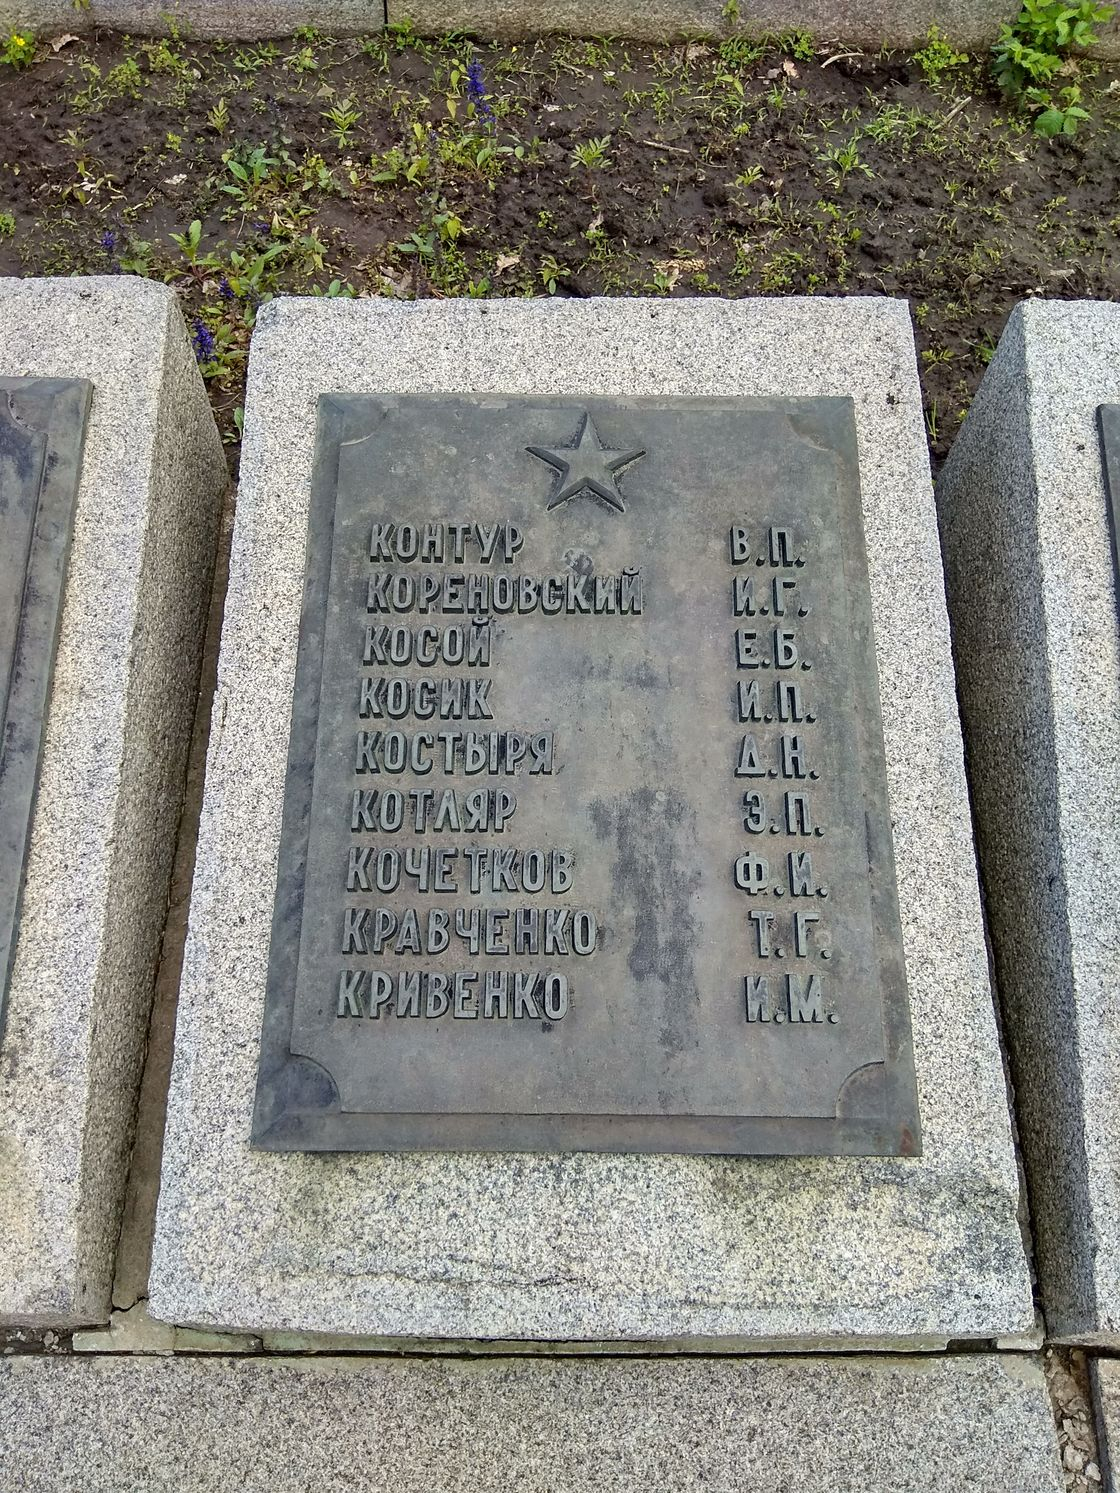 КОНТУР В.П.
КОРЕНОВСКИЙ И.Г.
КОСОЙ Е.Б.
КОСИК И.П.
КОСТЫРЯ Д.Н.
КОТЛЯР Э.П.
КОЧЕТКОВ Ф.И.
КРАВЧЕНКО Т.Г.
КРИВЕНКО И.М.